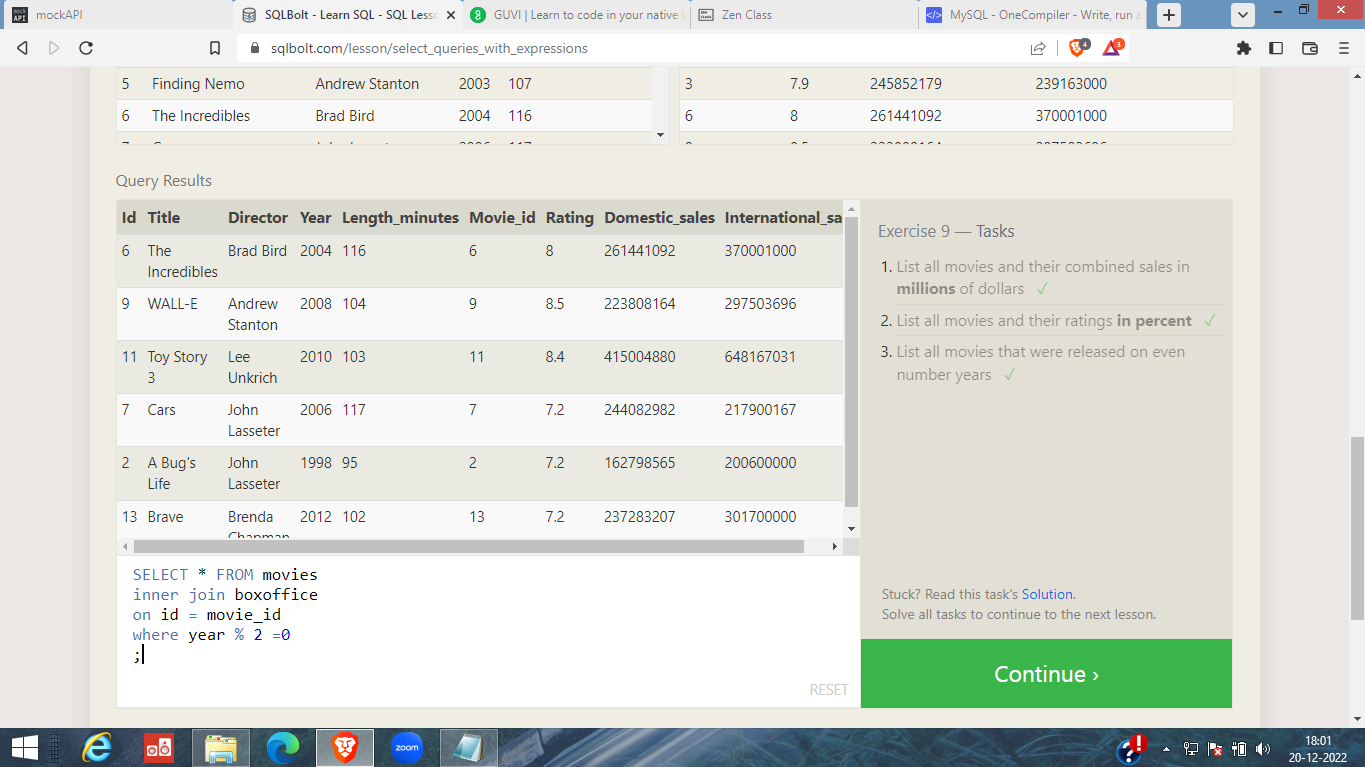 mock API mockAPI
SQLBolt - Learn SQL - SQL Less
GUVI | Learn to code in your native
ZEN CLASS Zen Class
MySQL - OneCompiler - Write, run a
sqlbolt.com/lesson/select_queries_with_expressions
4
3
5 Finding Nemo Andrew Stanton 2003 107
6 The Incredibles Brad Bird 2004 116
3 7.9 245852179 239163000
6 8 261441092 370001000
Query Results
Id Title Director Year Length_minutes Movie_id Rating Domestic_sales International_sa
6 The Incredibles Brad Bird 2004 116 6 8 261441092 370001000
9 WALL-E Andrew Stanton 2008 104 9 8.5 223808164 297503696
11 Toy Story 3 Lee Unkrich 2010 103 11 8.4 415004880 648167031
7 Cars John Lasseter 2006 117 7 7.2 244082982 217900167
2 A Bug's Life John Lasseter 1998 95 2 7.2 162798565 200600000
13 Brave Brenda Chapman 2012 102 13 7.2 237283207 301700000
SELECT * FROM movies
inner join boxoffice
on id = movie_id
where year % 2 =0
;
RESET
Exercise 9 — Tasks
1. List all movies and their combined sales in
millions of dollars ✓
2. List all movies and their ratings in percent ✓
3. List all movies that were released on even
number years ✓
Stuck? Read this task's Solution.
Solve all tasks to continue to the next lesson.
Continue ›
zoom
18:01
20-12-2022